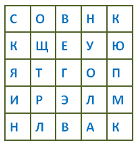 С О В Н К
К Щ Е У Ю
Я Т Г О П
И Р Э Л М
Н Л В А К